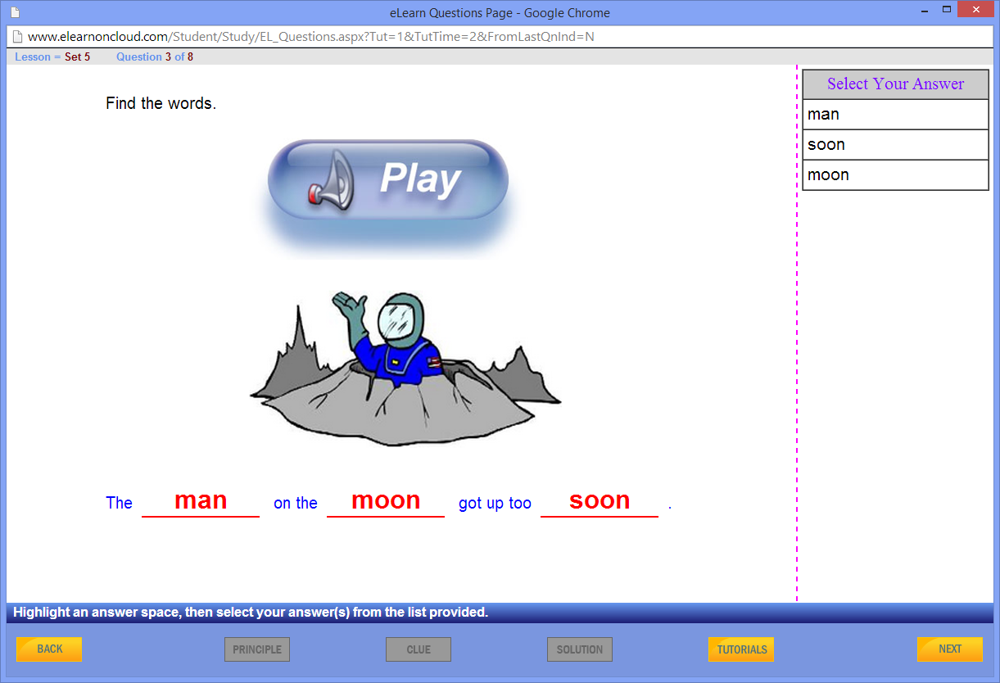 eLearn Questions Page - Google Chrome
www.elearnoncloud.com/Student/Study/EL_Questions.aspx?Tut=1&TutTime=2&FromLastQnInd=N
Lesson = Set 5 Question 3 of 8
Find the words.
Play
The man on the moon got up too soon .
Select Your Answer
man
soon
moon
Highlight an answer space, then select your answer(s) from the list provided.
BACK PRINCIPLE CLUE SOLUTION TUTORIALS NEXT